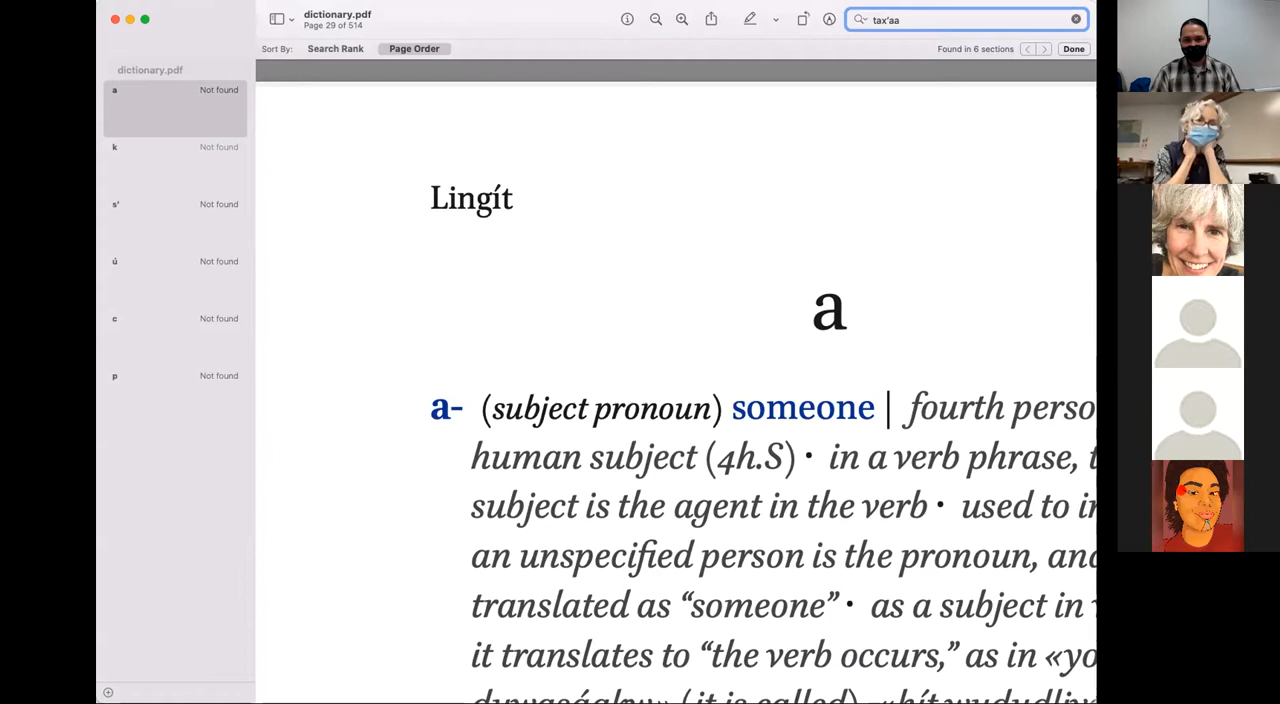 dictionary.pdf
Page 29 of 514
tax'aa
Sort By: Search Rank Page Order
Found in 6 sections
Done
dictionary.pdf
a Not found
k Not found
s' Not found
ú Not found
c Not found
p Not found
Lingít
a
a- (subject pronoun) someone | fourth perso
human subject (4h.S) · in a verb phrase, t
subject is the agent in the verb · used to in
an unspecified person is the pronoun, and
translated as “someone” · as a subject in
it translates to “the verb occurs,” as in «yo
(it is called)